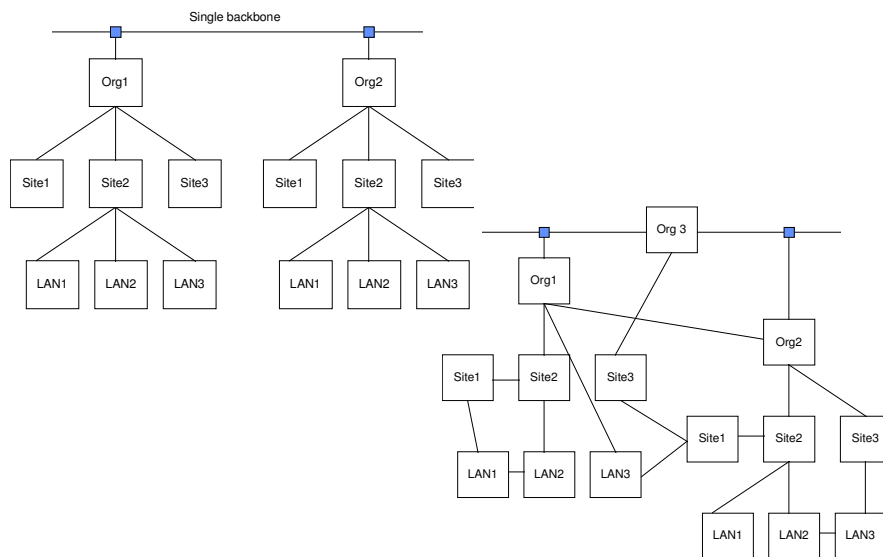 Single backbone
Org1
Org2
Site1
Site2
Site3
Site1
Site2
Site3
LAN1
LAN2
LAN3
LAN1
LAN2
LAN3
Org 3
Org1
Org2
Site1
Site2
Site3
Site1
Site2
Site3
LAN1
LAN2
LAN3
LAN1
LAN2
LAN3